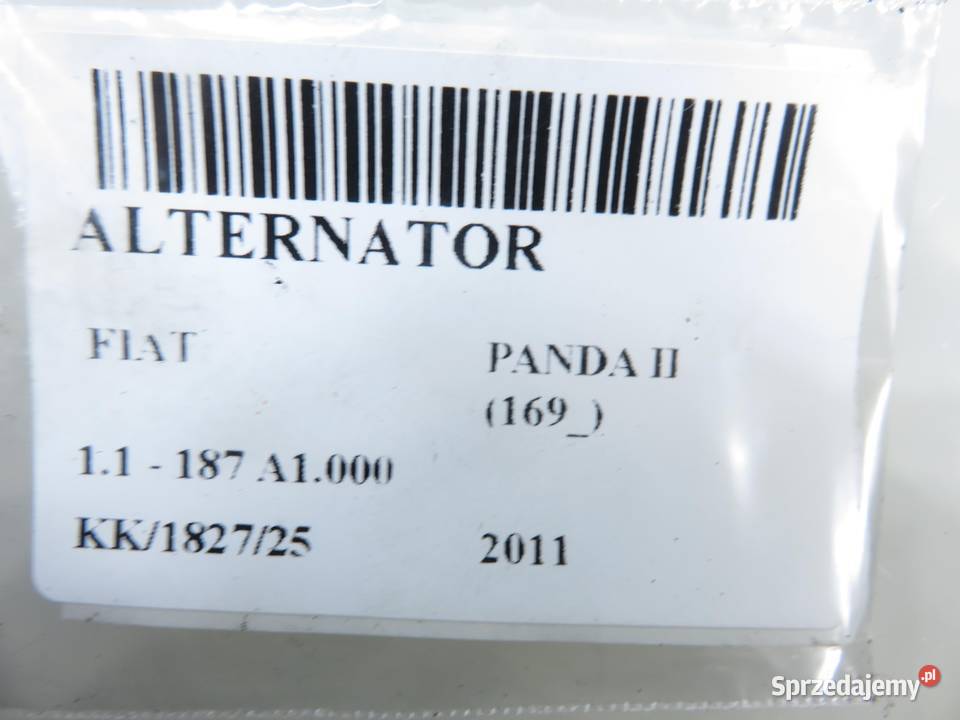 ALTERNATOR
FIAT PANDA II
(169_)
1.1 - 187 A1.000
KK/1827/25 2011
Sprzedajemy.pl